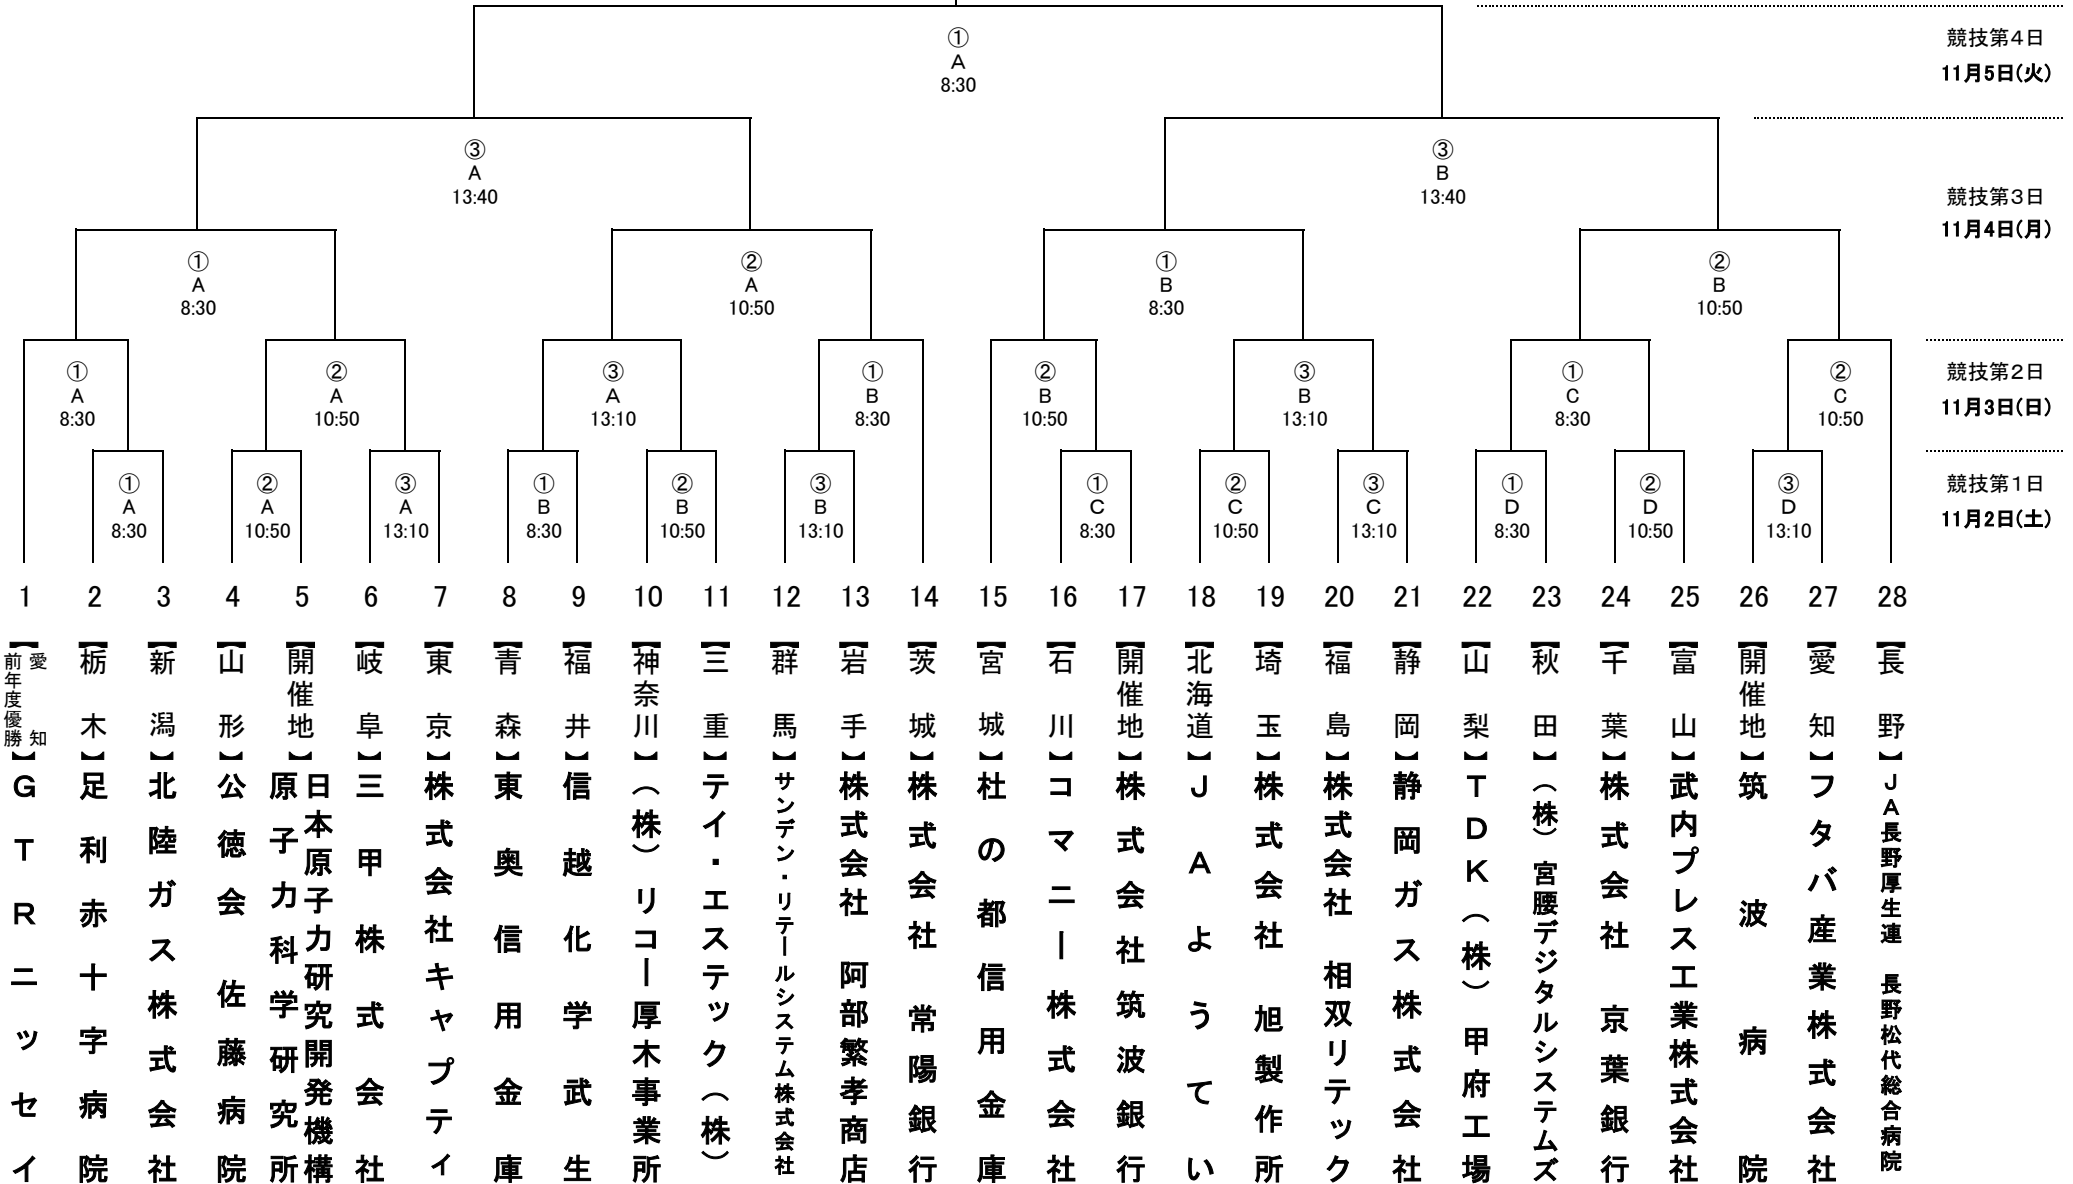 ①
A
8:30
競技第4日
11月5日(火)
③
A
13:40
③
B
13:40
競技第3日
11月4日(月)
①
A
8:30
②
A
10:50
①
B
8:30
②
B
10:50
①
A
8:30
②
A
10:50
③
A
13:10
①
B
8:30
②
B
10:50
③
B
13:10
①
C
8:30
②
C
10:50
競技第2日
11月3日(日)
①
A
8:30
②
A
10:50
③
A
13:10
①
B
8:30
②
B
10:50
③
B
13:10
①
C
8:30
②
C
10:50
③
C
13:10
①
D
8:30
②
D
10:50
③
D
13:10
競技第1日
11月2日(土)
1
【愛知
前年度優勝】
GTRニッセイ
2
【栃木】足利赤十字病院
3
【新潟】北陸ガス株式会社
4
【山形】公徳会 佐藤病院
5
【開催地】
日本原子力研究開発機構
原子力科学研究所
6
【岐阜】三甲株式会社
7
【東京】株式会社キャプティ
8
【青森】東奥信用金庫
9
【福井】信越化学武生
10
【神奈川】(株)リコー厚木事業所
11
【三重】テイ・エステック(株)
12
【群馬】サンデン・リテールシステム株式会社
13
【岩手】株式会社 阿部繁孝商店
14
【茨城】株式会社 常陽銀行
15
【宮城】杜の都信用金庫
16
【石川】コマニー株式会社
17
【開催地】株式会社筑波銀行
18
【北海道】JAようてい
19
【埼玉】株式会社 旭製作所
20
【福島】株式会社 相双リテック
21
【静岡】静岡ガス株式会社
22
【山梨】TDK(株)甲府工場
23
【秋田】(株)宮腰デジタルシステムズ
24
【千葉】株式会社 京葉銀行
25
【富山】武内プレス工業株式会社
26
【開催地】筑波病院
27
【愛知】フタバ産業株式会社
28
【長野】JA長野厚生連 長野松代総合病院